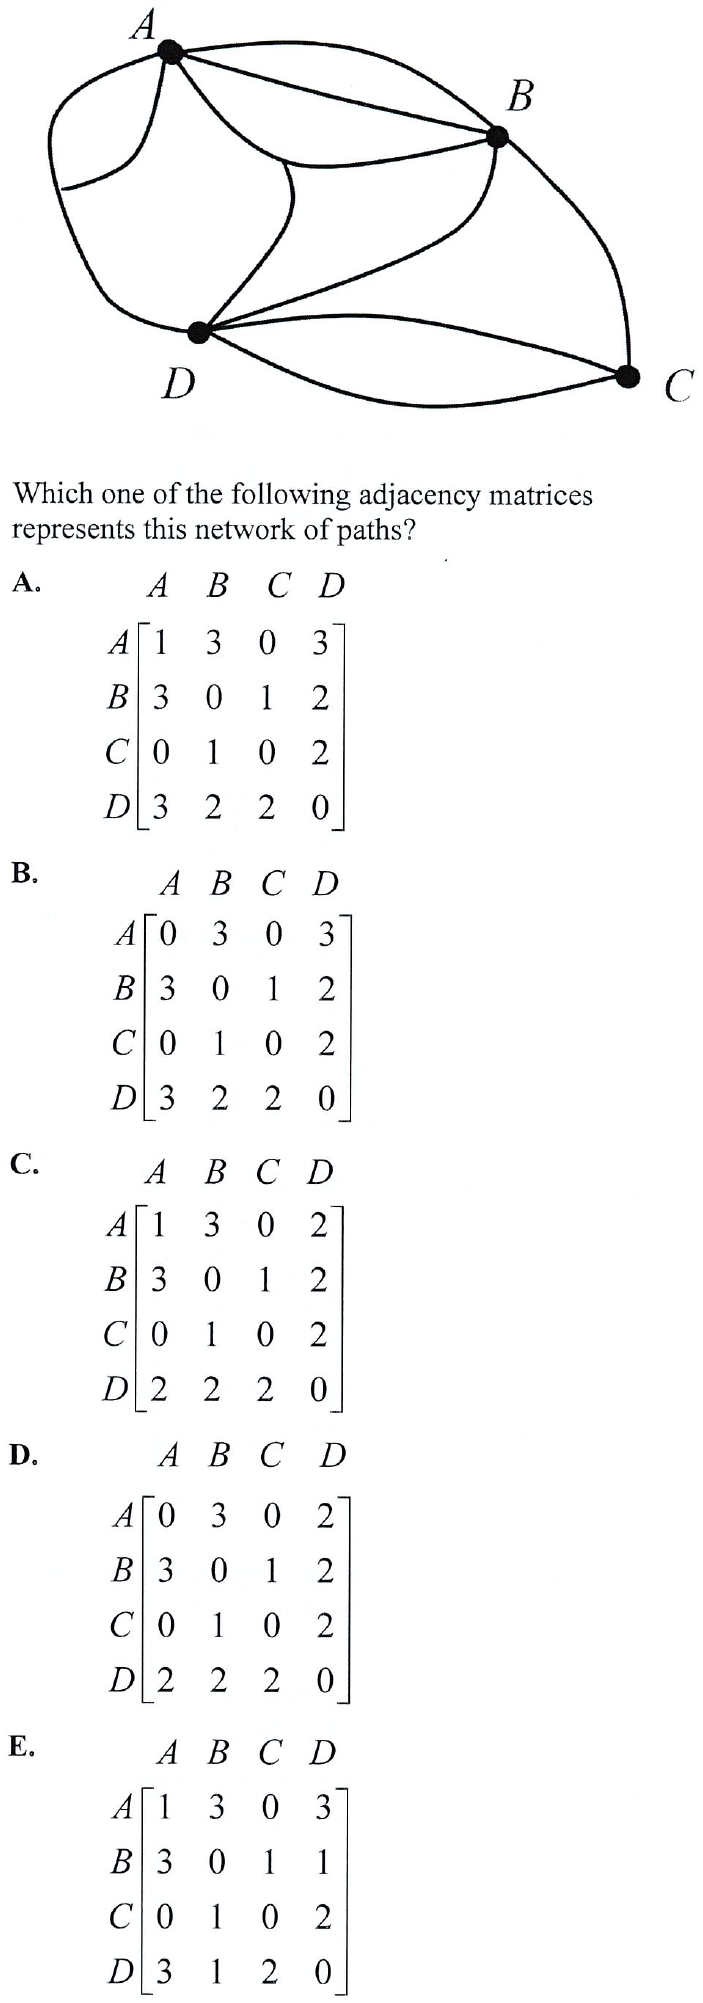 A
B
D
C
Which one of the following adjacency matrices
represents this network of paths?
A.
A B C D
A 1 3 0 3
B 3 0 1 2
C 0 1 0 2
D 3 2 2 0
B.
A B C D
A 0 3 0 3
B 3 0 1 2
C 0 1 0 2
D 3 2 2 0
C.
A B C D
A 1 3 0 2
B 3 0 1 2
C 0 1 0 2
D 2 2 2 0
D.
A B C D
A 0 3 0 2
B 3 0 1 2
C 0 1 0 2
D 2 2 2 0
E.
A B C D
A 1 3 0 3
B 3 0 1 1
C 0 1 0 2
D 3 1 2 0